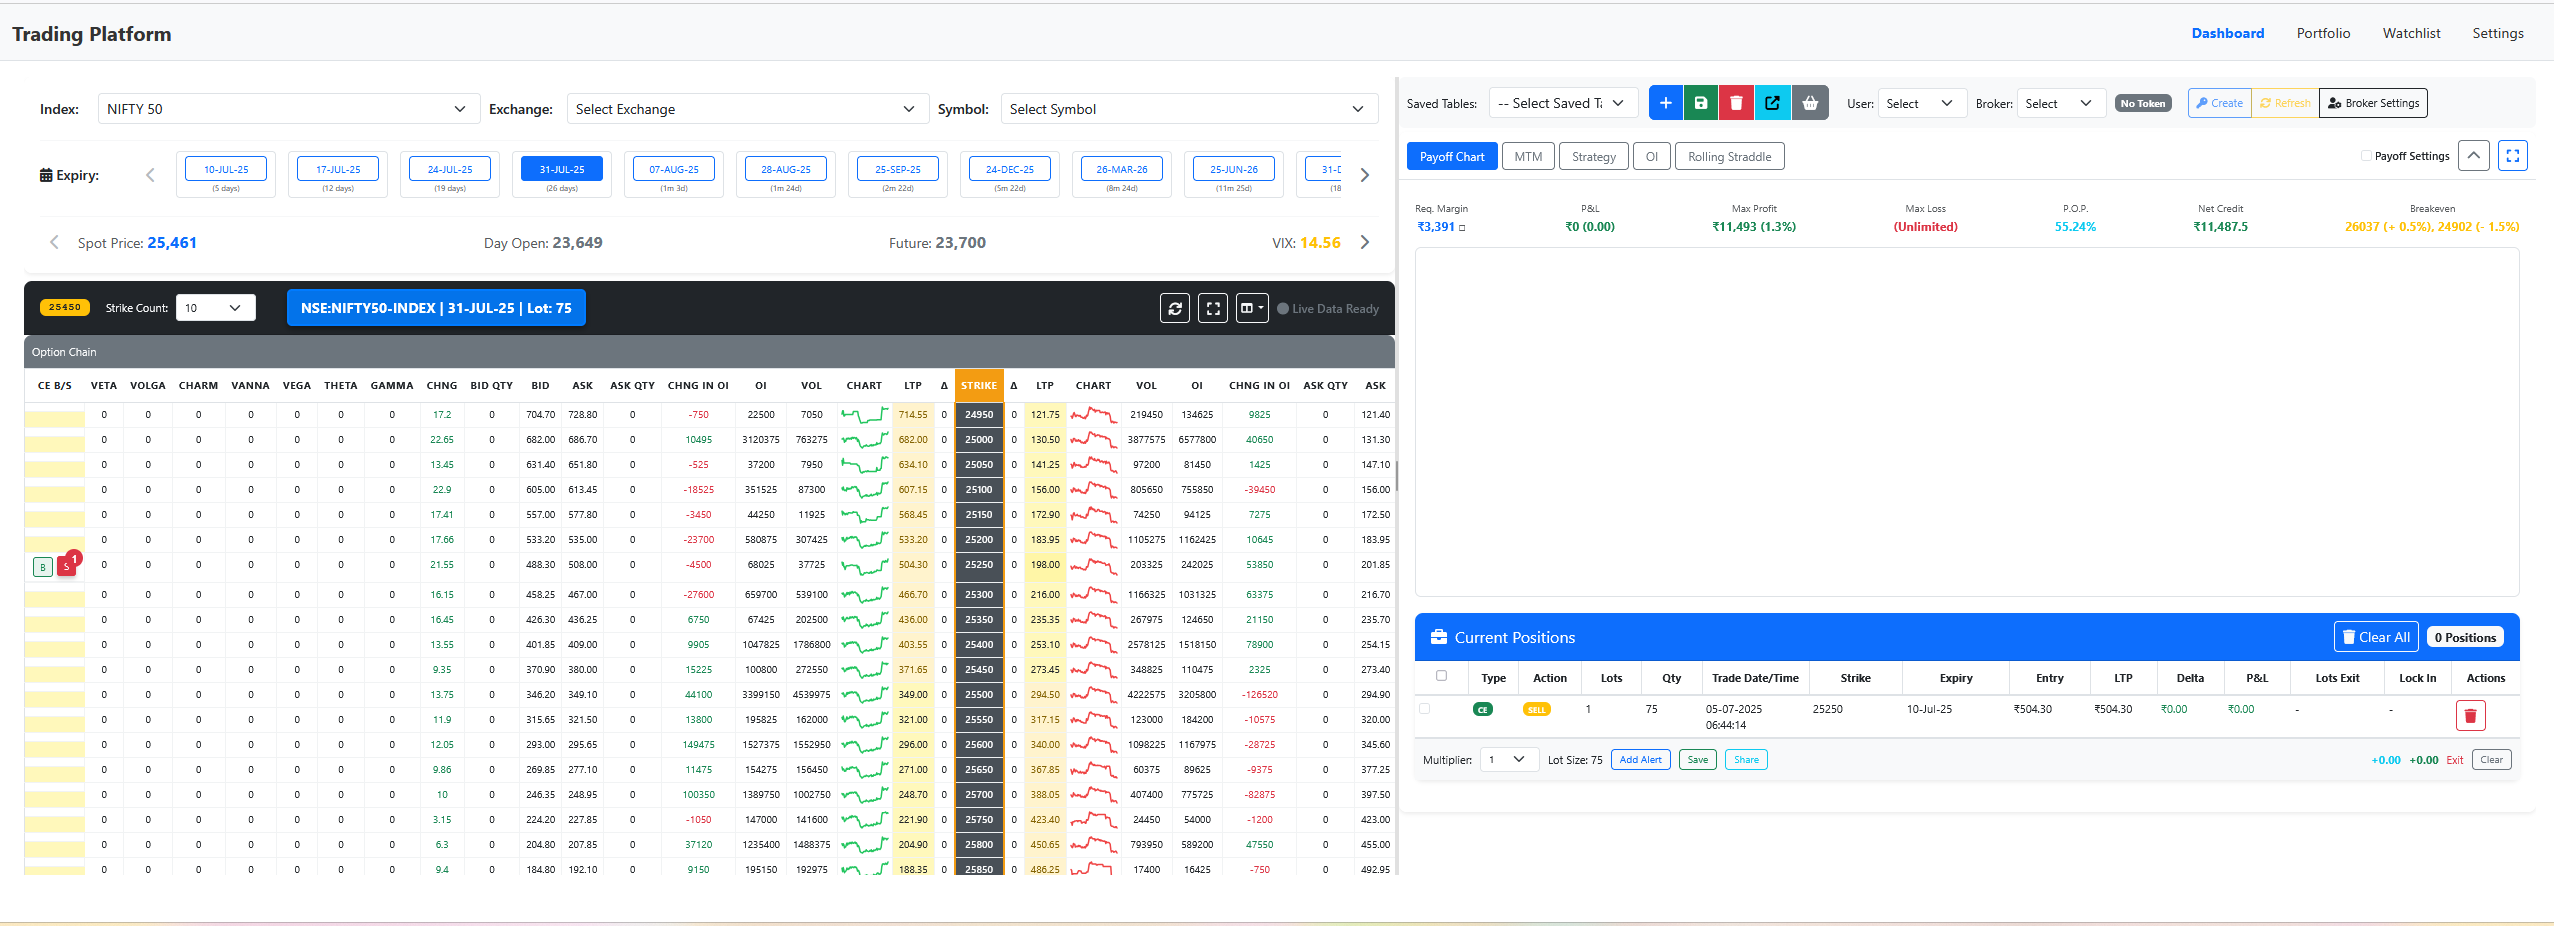 Trading Platform
Dashboard Portfolio Watchlist Settings
Index: NIFTY 50 Exchange: Select Exchange Symbol: Select Symbol
Expiry: 10-JUL-25 17-JUL-25 24-JUL-25 31-JUL-25 07-AUG-25 28-AUG-25 25-SEP-25 24-DEC-25 26-MAR-26 25-JUN-26 31-D
(5 days) (12 days) (19 days) (26 days) (1m 3d) (1m 24d) (2m 22d) (5m 22d) (8m 24d) (11m 25d) (18
Spot Price: 25,461 Day Open: 23,649 Future: 23,700 VIX: 14.56
25450 Strike Count: 10 NSE:NIFTY50-INDEX | 31-JUL-25 | Lot: 75 Live Data Ready
Option Chain
CE B/S VETA VOLGA CHARM VANNA VEGA THETA GAMMA CHNG BID QTY BID ASK ASK QTY CHNG IN OI OI VOL CHART LTP Δ STRIKE Δ LTP CHART VOL OI CHNG IN OI ASK QTY ASK
0 0 0 0 0 0 0 17.2 0 704.70 728.80 0 -750 22500 7050 714.55 0 24950 0 121.75 219450 134625 9825 0 121.40
0 0 0 0 0 0 0 22.65 0 682.00 686.70 0 10495 3120375 763275 682.00 0 25000 0 130.50 3877575 6577800 40650 0 131.30
0 0 0 0 0 0 0 13.45 0 631.40 651.80 0 -525 37200 7950 634.10 0 25050 0 141.25 97200 81450 1425 0 147.10
0 0 0 0 0 0 0 22.9 0 605.00 613.45 0 -18525 351525 87300 607.15 0 25100 0 156.00 805650 755850 -39450 0 156.00
0 0 0 0 0 0 0 17.41 0 557.00 577.80 0 -3450 44250 11925 568.45 0 25150 0 172.90 74250 94125 7275 0 172.50
0 0 0 0 0 0 0 17.66 0 533.20 535.00 0 -23700 580875 307425 533.20 0 25200 0 183.95 1105275 1162425 10645 0 183.95
B S 1 0 0 0 0 0 0 0 21.55 0 488.30 508.00 0 -4500 68025 37725 504.30 0 25250 0 198.00 203325 242025 53850 0 201.85
0 0 0 0 0 0 0 16.15 0 458.25 467.00 0 -27600 659700 539100 466.70 0 25300 0 216.00 1166325 1031325 63375 0 216.70
0 0 0 0 0 0 0 16.45 0 426.30 436.25 0 6750 67425 202500 436.00 0 25350 0 235.35 267975 124650 21150 0 235.70
0 0 0 0 0 0 0 13.55 0 401.85 409.00 0 9905 1047825 1786800 403.55 0 25400 0 253.10 2578125 1518150 78900 0 254.15
0 0 0 0 0 0 0 9.35 0 370.90 380.00 0 15225 100800 272550 371.65 0 25450 0 273.45 348825 110475 2325 0 273.40
0 0 0 0 0 0 0 13.75 0 346.20 349.10 0 44100 3399150 4539975 349.00 0 25500 0 294.50 4222575 3205800 -126520 0 294.90
0 0 0 0 0 0 0 11.9 0 315.65 321.50 0 13800 195825 162000 321.00 0 25550 0 317.15 123000 184200 -10575 0 320.00
0 0 0 0 0 0 0 12.05 0 293.00 295.65 0 149475 1527375 1552950 296.00 0 25600 0 340.00 1098225 1167975 -28725 0 345.60
0 0 0 0 0 0 0 9.86 0 269.85 277.10 0 11475 154275 156450 271.00 0 25650 0 367.85 60375 89625 -9375 0 377.25
0 0 0 0 0 0 0 10 0 246.35 248.95 0 100350 1389750 1002750 248.70 0 25700 0 388.05 407400 775725 -82875 0 397.50
0 0 0 0 0 0 0 3.15 0 224.20 227.85 0 -1050 147000 141600 221.90 0 25750 0 423.40 24450 54000 -1200 0 423.00
0 0 0 0 0 0 0 6.3 0 204.80 207.85 0 37120 1235400 1488375 204.90 0 25800 0 450.65 793950 589200 47550 0 455.00
0 0 0 0 0 0 0 9.4 0 184.80 192.10 0 9150 195150 192975 188.35 0 25850 0 486.25 17400 16425 -750 0 492.95
Saved Tables: -- Select Saved Ta User: Select Broker: Select No Token Create Refresh Broker Settings
Payoff Chart MTM Strategy OI Rolling Straddle Payoff Settings
Req. Margin P&L Max Profit Max Loss P.O.P. Net Credit Breakeven
₹3,391 ₹0 (0.00) ₹11,493 (1.3%) (Unlimited) 55.24% ₹11,487.5 26037 (+ 0.5%), 24902 (- 1.5%)
Current Positions Clear All 0 Positions
Type Action Lots Qty Trade Date/Time Strike Expiry Entry LTP Delta P&L Lots Exit Lock In Actions
CE SELL 1 75 05-07-2025 25250 10-Jul-25 ₹504.30 ₹504.30 ₹0.00 ₹0.00 - -
06:44:14
Multiplier: 1 Lot Size: 75 Add Alert Save Share +0.00 +0.00 Exit Clear